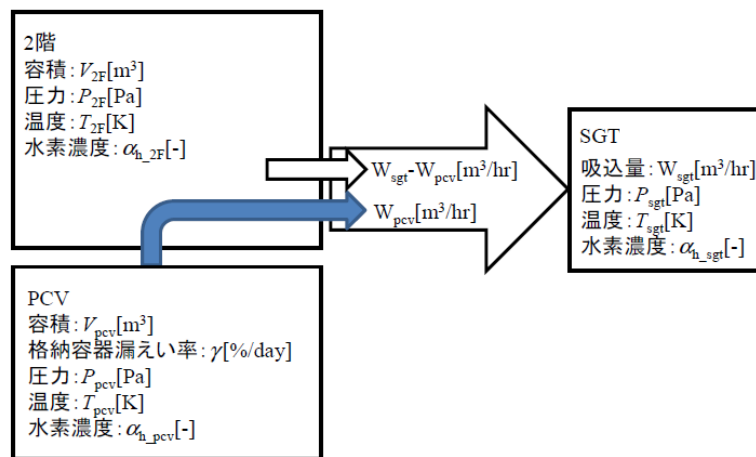 2階
容積：V2F[m³]
圧力：P2F[Pa]
温度：T2F[K]
水素濃度：αh_2F[-]
Wsgt-Wpcv[m³/hr]
Wpcv[m³/hr]
SGT
吸込量：Wsgt[m³/hr]
圧力：Psgt[Pa]
温度：Tsgt[K]
水素濃度：αh_sgt[-]
PCV
容積：Vpcv[m³]
格納容器漏えい率：γ[%/day]
圧力：Ppcv[Pa]
温度：Tpcv[K]
水素濃度：αh_pcv[-]